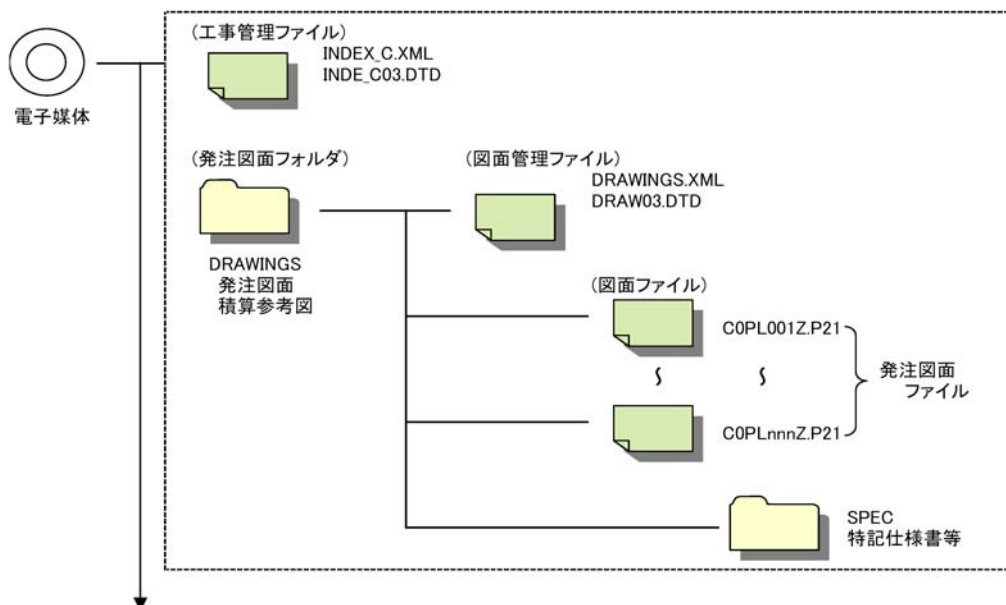 (工事管理ファイル)
INDEX_C.XML
INDE_C03.DTD
電子媒体
(発注図面フォルダ)
(図面管理ファイル)
DRAWINGS.XML
DRAW03.DTD
DRAWINGS
発注図面
積算参考図
(図面ファイル)
C0PL001Z.P21
~
~
発注図面
ファイル
C0PLnnnZ.P21
SPEC
特記仕様書等